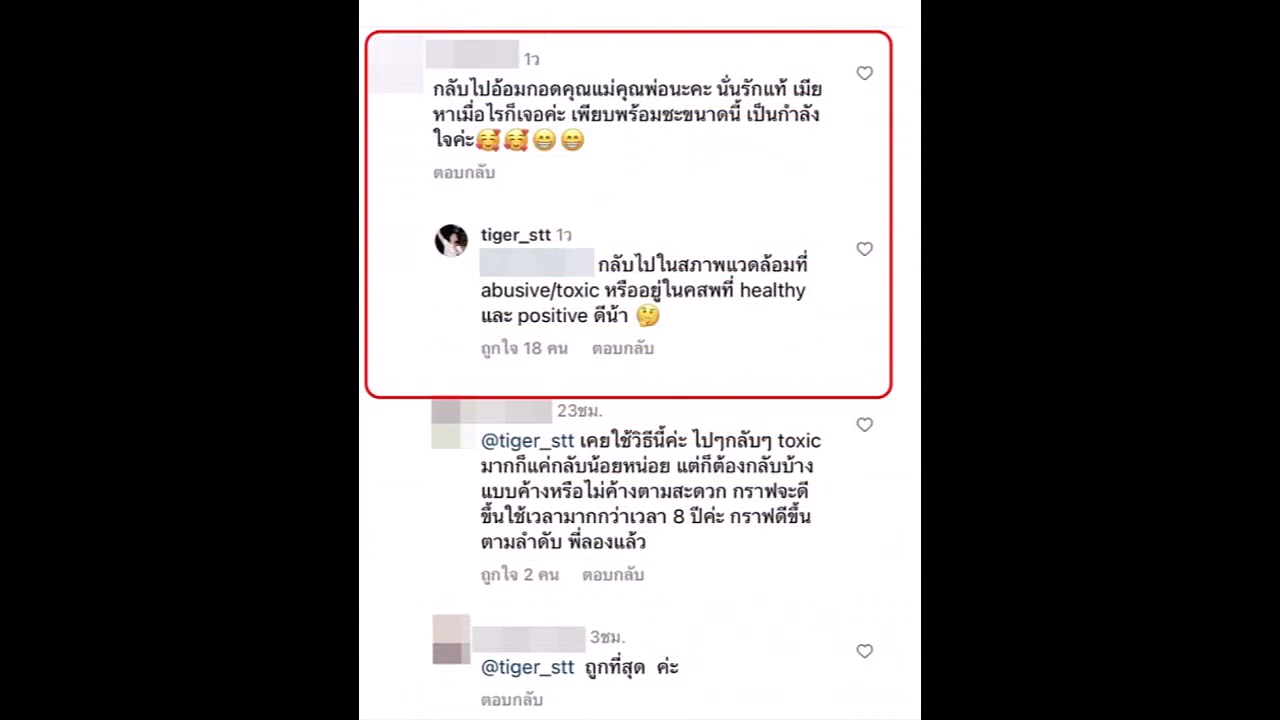 1ว
กลับไปอ้อมกอดคุณแม่คุณพ่อนะคะ นั่นรักแท้ เมีย
หาเมื่อไรก็เจอค่ะ เพียบพร้อมซะขนาดนี้ เป็นกำลัง
ใจค่ะ🥰🥰😁😁
ตอบกลับ
tiger_stt 1ว
กลับไปในสภาพแวดล้อมที่
abusive/toxic หรืออยู่ในคสพที่ healthy
และ positive ดีน้า 🤔
ถูกใจ 18 คน ตอบกลับ
23ชม.
@tiger_stt เคยใช้วิธีนี้ค่ะ ไปๆกลับๆ toxic
มากก็แค่กลับน้อยหน่อย แต่ก็ต้องกลับบ้าง
แบบค้างหรือไม่ค้างตามสะดวก กราฟจะดี
ขึ้นใช้เวลามากกว่าเวลา 8 ปีค่ะ กราฟดีขึ้น
ตามลำดับ พี่ลองแล้ว
ถูกใจ 2 คน ตอบกลับ
3ชม.
@tiger_stt ถูกที่สุด ค่ะ
ตอบกลับ